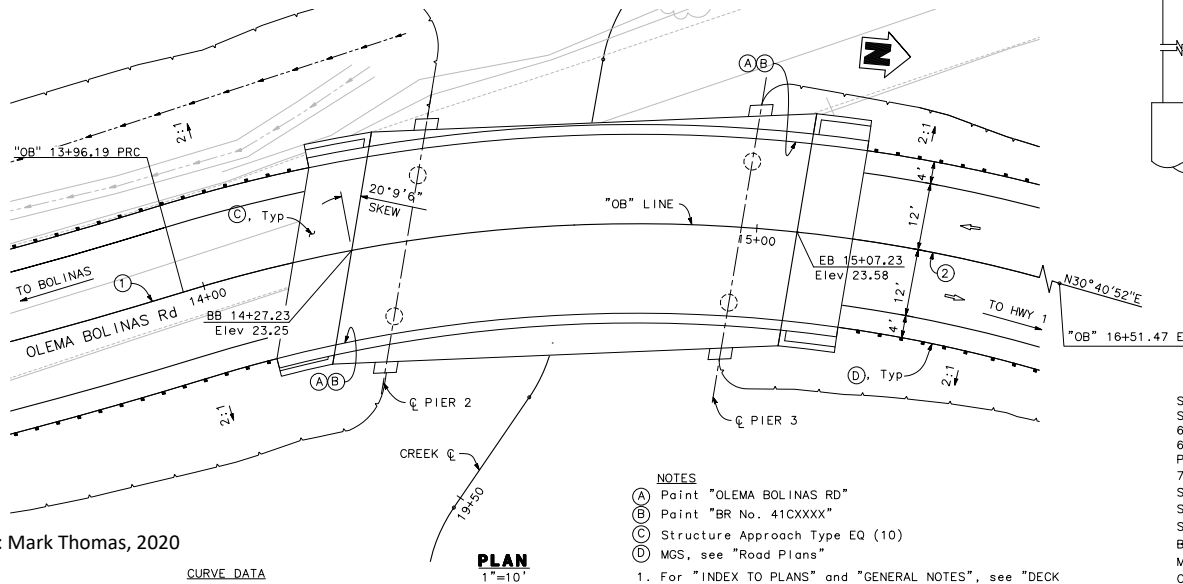 N
A B
"OB" 13+96.19 PRC
2:1
2:1
20°9'6"
SKEW
C, Typ
"OB" LINE
4'
12'
12'
4'
15+00
TO BOLINAS
1
14+00
OLEMA BOLINAS Rd
BB 14+27.23
Elev 23.25
EB 15+07.23
Elev 23.58
2
N30°40'52"E
TO HWY 1
"OB" 16+51.47 E
A B
D, Typ
2:1
2:1
℄ PIER 2
℄ PIER 3
CREEK ℄
19+50
NOTES
A Paint "OLEMA BOLINAS RD"
B Paint "BR No. 41CXXXX"
C Structure Approach Type EQ (10)
D MGS, see "Road Plans"
1. For "INDEX TO PLANS" and "GENERAL NOTES", see "DECK
: Mark Thomas, 2020
PLAN
1"=10'
CURVE DATA
S
S
6
6
P
7
S
S
S
B
M